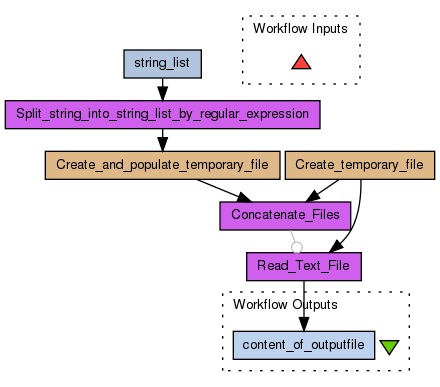 Workflow Inputs
string_list
Split_string_into_string_list_by_regular_expression
Create_and_populate_temporary_file
Create_temporary_file
Concatenate_Files
Read_Text_File
Workflow Outputs
content_of_outputfile